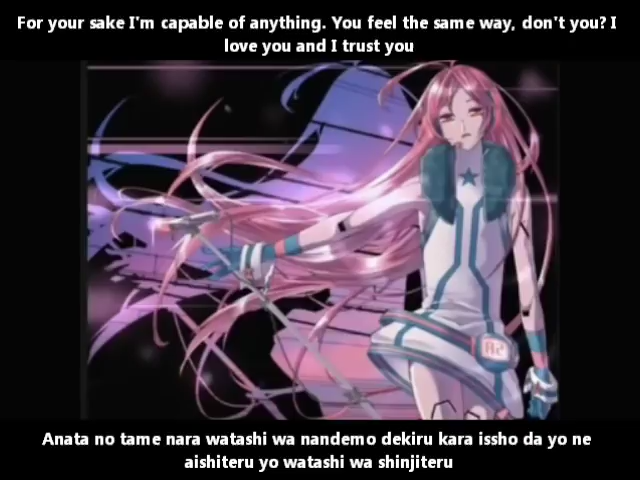 For your sake I'm capable of anything. You feel the same way, don't you? I
love you and I trust you
Anata no tame nara watashi wa nandemo dekiru kara issho da yo ne
aishiteru yo watashi wa shinjiteru